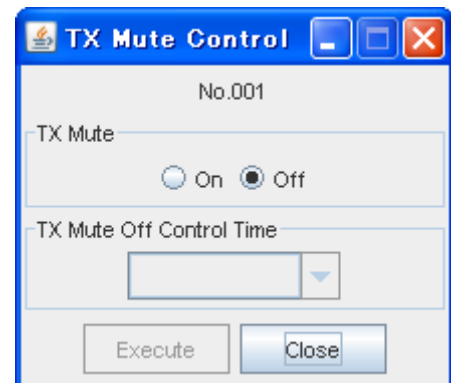 TX Mute Control
No.001
TX Mute
On Off
TX Mute Off Control Time
Execute Close